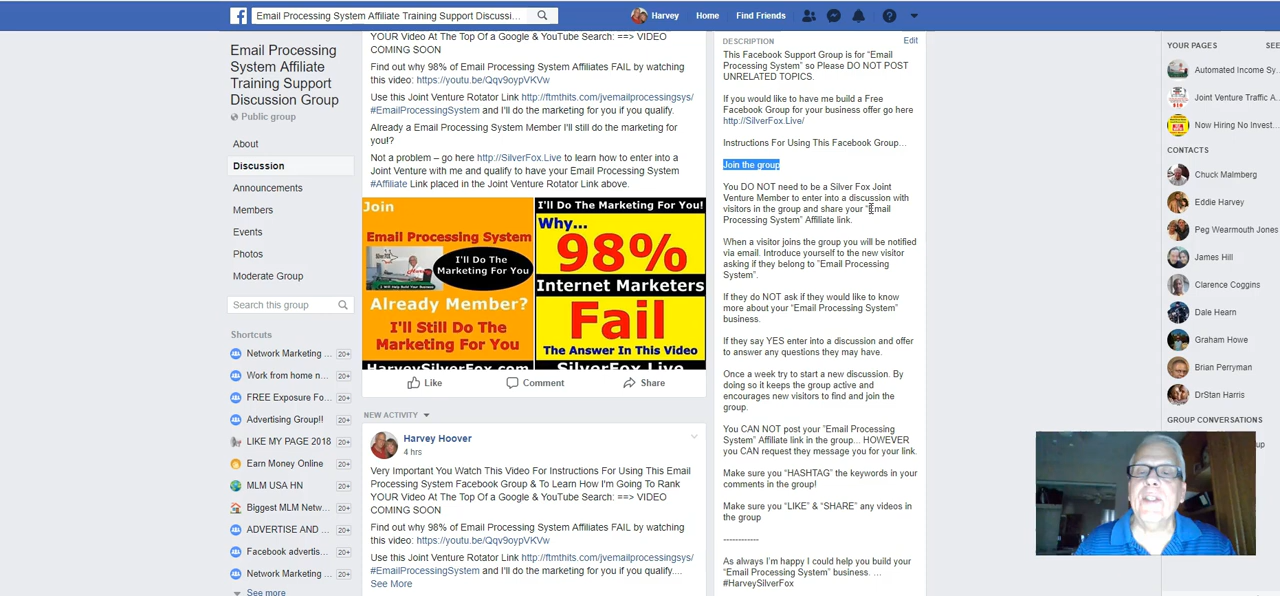 Email Processing System Affiliate Training Support Discussi...
Harvey
Home
Find Friends
Email Processing
System Affiliate
Training Support
Discussion Group
Public group
About
Discussion
Announcements
Members
Events
Photos
Moderate Group
Search this group
Shortcuts
Network Marketing ... 20+
Work from home n... 20+
FREE Exposure Fo... 20+
Advertising Group!! 20+
LIKE MY PAGE 2018 20+
Earn Money Online 20+
MLM USA HN 20+
Biggest MLM Netw... 20+
ADVERTISE AND ... 20+
Facebook advertis... 20+
Network Marketing ... 20+
See more
YOUR Video At The Top Of a Google & YouTube Search: ==> VIDEO
COMING SOON
Find out why 98% of Email Processing System Affiliates FAIL by watching
this video: https://youtu.be/Qqv9oypVKVw
Use this Joint Venture Rotator Link http://ftmthits.com/jvemailprocessingsys/
#EmailProcessingSystem and I'll do the marketing for you if you qualify.
Already a Email Processing System Member I'll still do the marketing for
you!?
Not a problem – go here http://SilverFox.Live to learn how to enter into a
Joint Venture with me and qualify to have your Email Processing System
#Affiliate Link placed in the Joint Venture Rotator Link above.
Join
Email Processing System
I'll Do The
Marketing For You
Already Member?
I'll Still Do The
Marketing For You
HarveySilverFox.com
I'll Do The Marketing For You!
Why...
98%
Internet Marketers
Fail
The Answer In This Video
SilverFox.Live
Like
Comment
Share
NEW ACTIVITY
Harvey Hoover
4 hrs
Very Important You Watch This Video For Instructions For Using This Email
Processing System Facebook Group & To Learn How I'm Going To Rank
YOUR Video At The Top Of a Google & YouTube Search: ==> VIDEO
COMING SOON
Find out why 98% of Email Processing System Affiliates FAIL by watching
this video: https://youtu.be/Qqv9oypVKVw
Use this Joint Venture Rotator Link http://ftmthits.com/jvemailprocessingsys/
#EmailProcessingSystem and I'll do the marketing for you if you qualify....
See More
DESCRIPTION
Edit
This Facebook Support Group is for "Email
Processing System" so Please DO NOT POST
UNRELATED TOPICS.
If you would like to have me build a Free
Facebook Group for your business offer go here
http://SilverFox.Live/
Instructions For Using This Facebook Group...
Join the group
You DO NOT need to be a Silver Fox Joint
Venture Member to enter into a discussion with
visitors in the group and share your "Email
Processing System" Affiliate link.
When a visitor joins the group you will be notified
via email. Introduce yourself to the new visitor
asking if they belong to "Email Processing
System".
If they do NOT ask if they would like to know
more about your "Email Processing System"
business.
If they say YES enter into a discussion and offer
to answer any questions they may have.
Once a week try to start a new discussion. By
doing so it keeps the group active and
encourages new visitors to find and join the
group.
You CAN NOT post your "Email Processing
System" Affiliate link in the group... HOWEVER
you CAN request they message you for your link.
Make sure you "HASHTAG" the keywords in your
comments in the group!
Make sure you "LIKE" & "SHARE" any videos in
the group
------------
As always I'm happy I could help you build your
"Email Processing System" business. ...
#HarveySilverFox
YOUR PAGES
SEE
Automated Income Sy...
Joint Venture Traffic A...
Now Hiring No Invest...
CONTACTS
Chuck Malmberg
Eddie Harvey
Peg Wearmouth Jones
James Hill
Clarence Coggins
Dale Hearn
Graham Howe
Brian Perryman
DrStan Harris
GROUP CONVERSATIONS